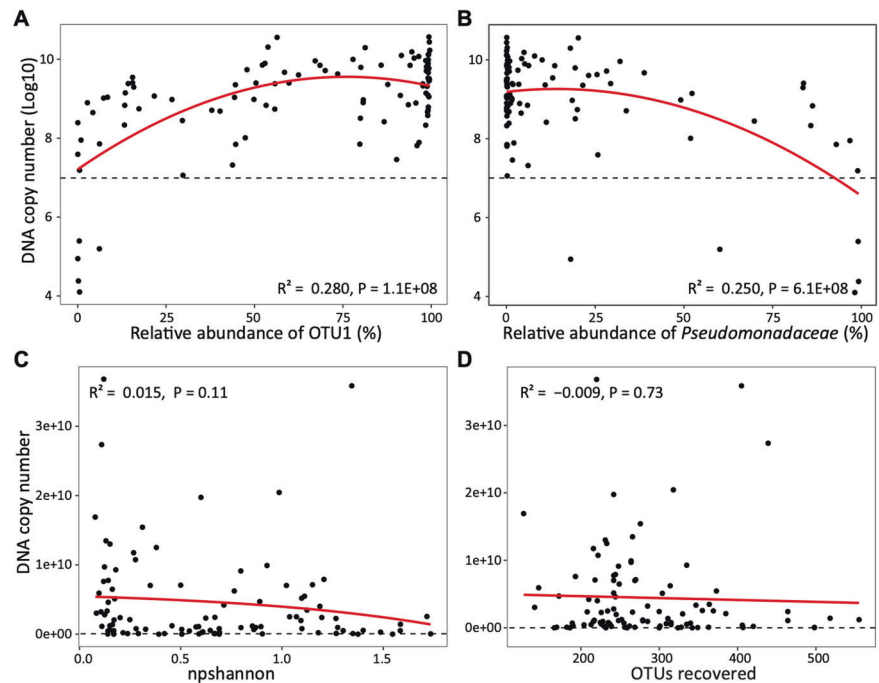 A
DNA copy number (Log10)
10
8
6
4
R² = 0.280, P = 1.1E+08
0 25 50 75 100
Relative abundance of OTU1 (%)
B
10
8
6
4
R² = 0.250, P = 6.1E+08
0 25 50 75 100
Relative abundance of Pseudomonadaceae (%)
C
DNA copy number
R² = 0.015, P = 0.11
3e+10
2e+10
1e+10
0e+00
0.0 0.5 1.0 1.5
npshannon
D
R² = −0.009, P = 0.73
3e+10
2e+10
1e+10
0e+00
200 300 400 500
OTUs recovered